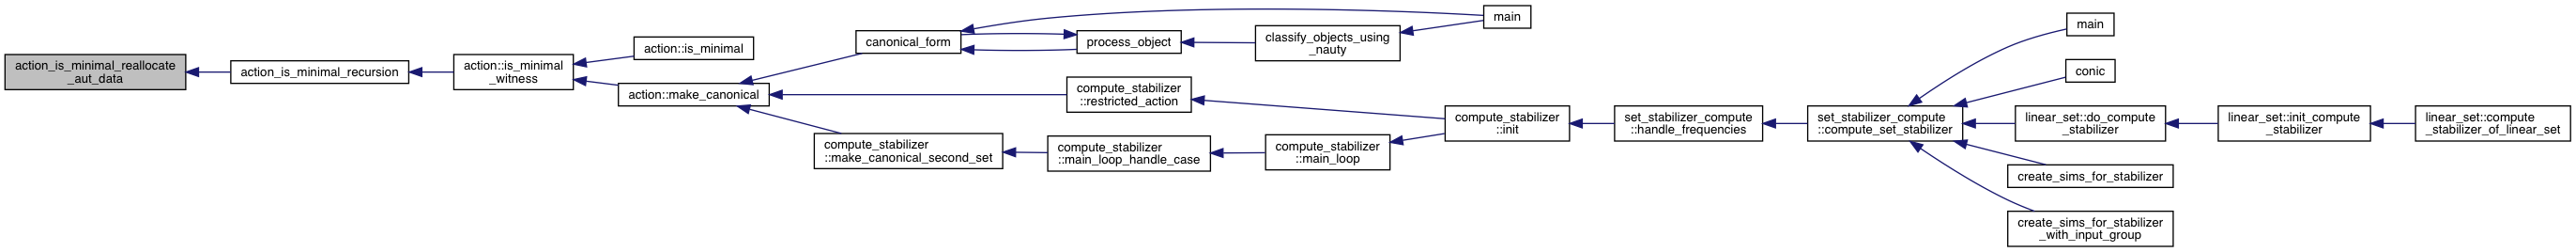 action_is_minimal_reallocate
_aut_data
action_is_minimal_recursion
action::is_minimal
_witness
action::is_minimal
action::make_canonical
canonical_form
process_object
classify_objects_using
_nauty
main
compute_stabilizer
::restricted_action
compute_stabilizer
::make_canonical_second_set
compute_stabilizer
::main_loop_handle_case
compute_stabilizer
::main_loop
compute_stabilizer
::init
set_stabilizer_compute
::handle_frequencies
set_stabilizer_compute
::compute_set_stabilizer
main
conic
linear_set::do_compute
_stabilizer
linear_set::init_compute
_stabilizer
linear_set::compute
_stabilizer_of_linear_set
create_sims_for_stabilizer
create_sims_for_stabilizer
_with_input_group